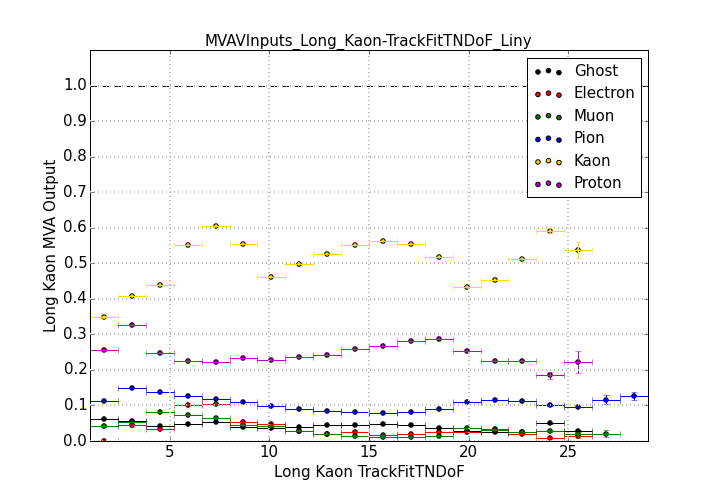 MVAVInputs_Long_Kaon-TrackFitTNDoF_Liny
Long Kaon MVA Output
1.0
0.9
0.8
0.7
0.6
0.5
0.4
0.3
0.2
0.1
0.0
5
10
15
20
25
Long Kaon TrackFitTNDoF
Ghost
Electron
Muon
Pion
Kaon
Proton